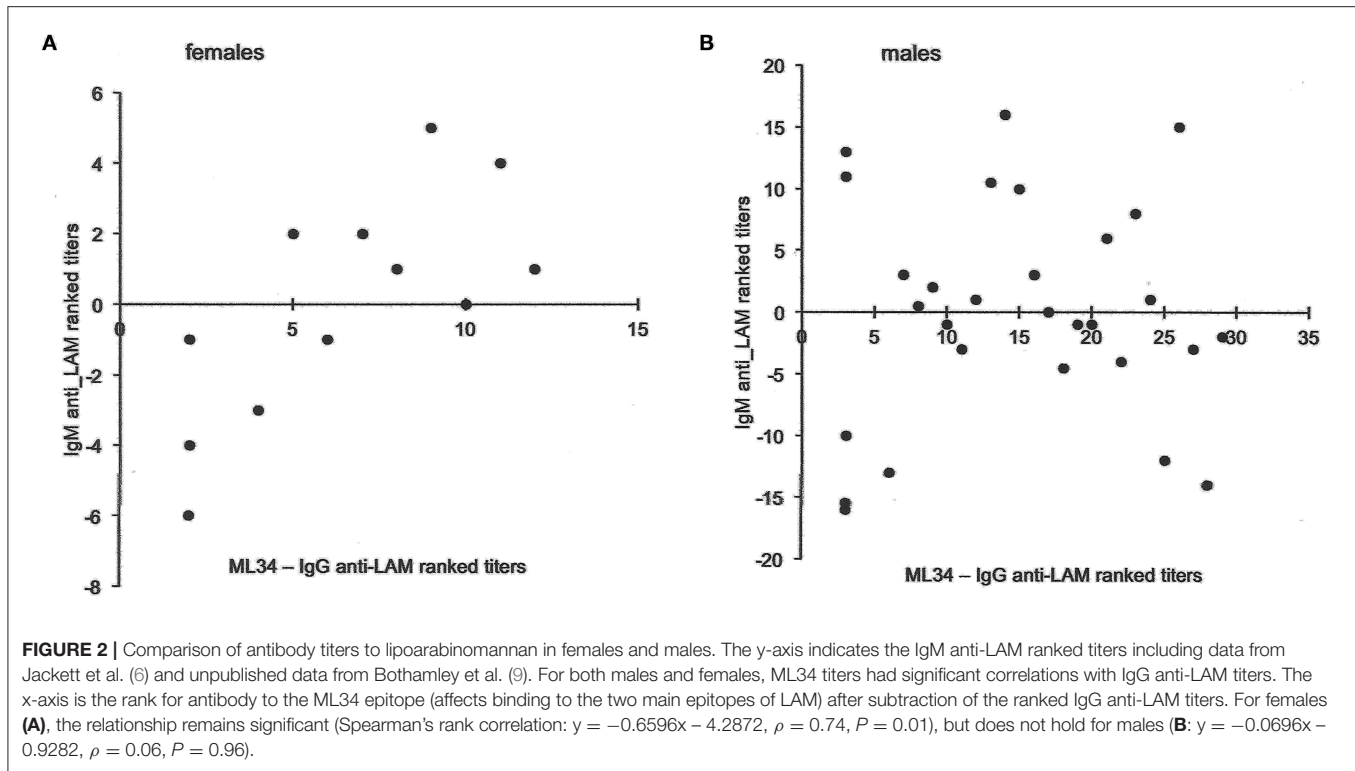 A
females
6
4
2
0
-2
-4
-6
-8
0
5
10
15
IgM anti_LAM ranked titers
ML34 – IgG anti-LAM ranked titers
B
males
20
15
10
5
0
-5
-10
-15
-20
0
5
10
15
20
25
30
35
IgM anti_LAM ranked titers
ML34 – IgG anti-LAM ranked titers
FIGURE 2 | Comparison of antibody titers to lipoarabinomannan in females and males. The y-axis indicates the IgM anti-LAM ranked titers including data from
Jackett et al. (6) and unpublished data from Bothamley et al. (9). For both males and females, ML34 titers had significant correlations with IgG anti-LAM titers. The
x-axis is the rank for antibody to the ML34 epitope (affects binding to the two main epitopes of LAM) after subtraction of the ranked IgG anti-LAM titers. For females
(A), the relationship remains significant (Spearman's rank correlation: y = −0.6596x – 4.2872, ρ = 0.74, P = 0.01), but does not hold for males (B: y = −0.0696x –
0.9282, ρ = 0.06, P = 0.96).